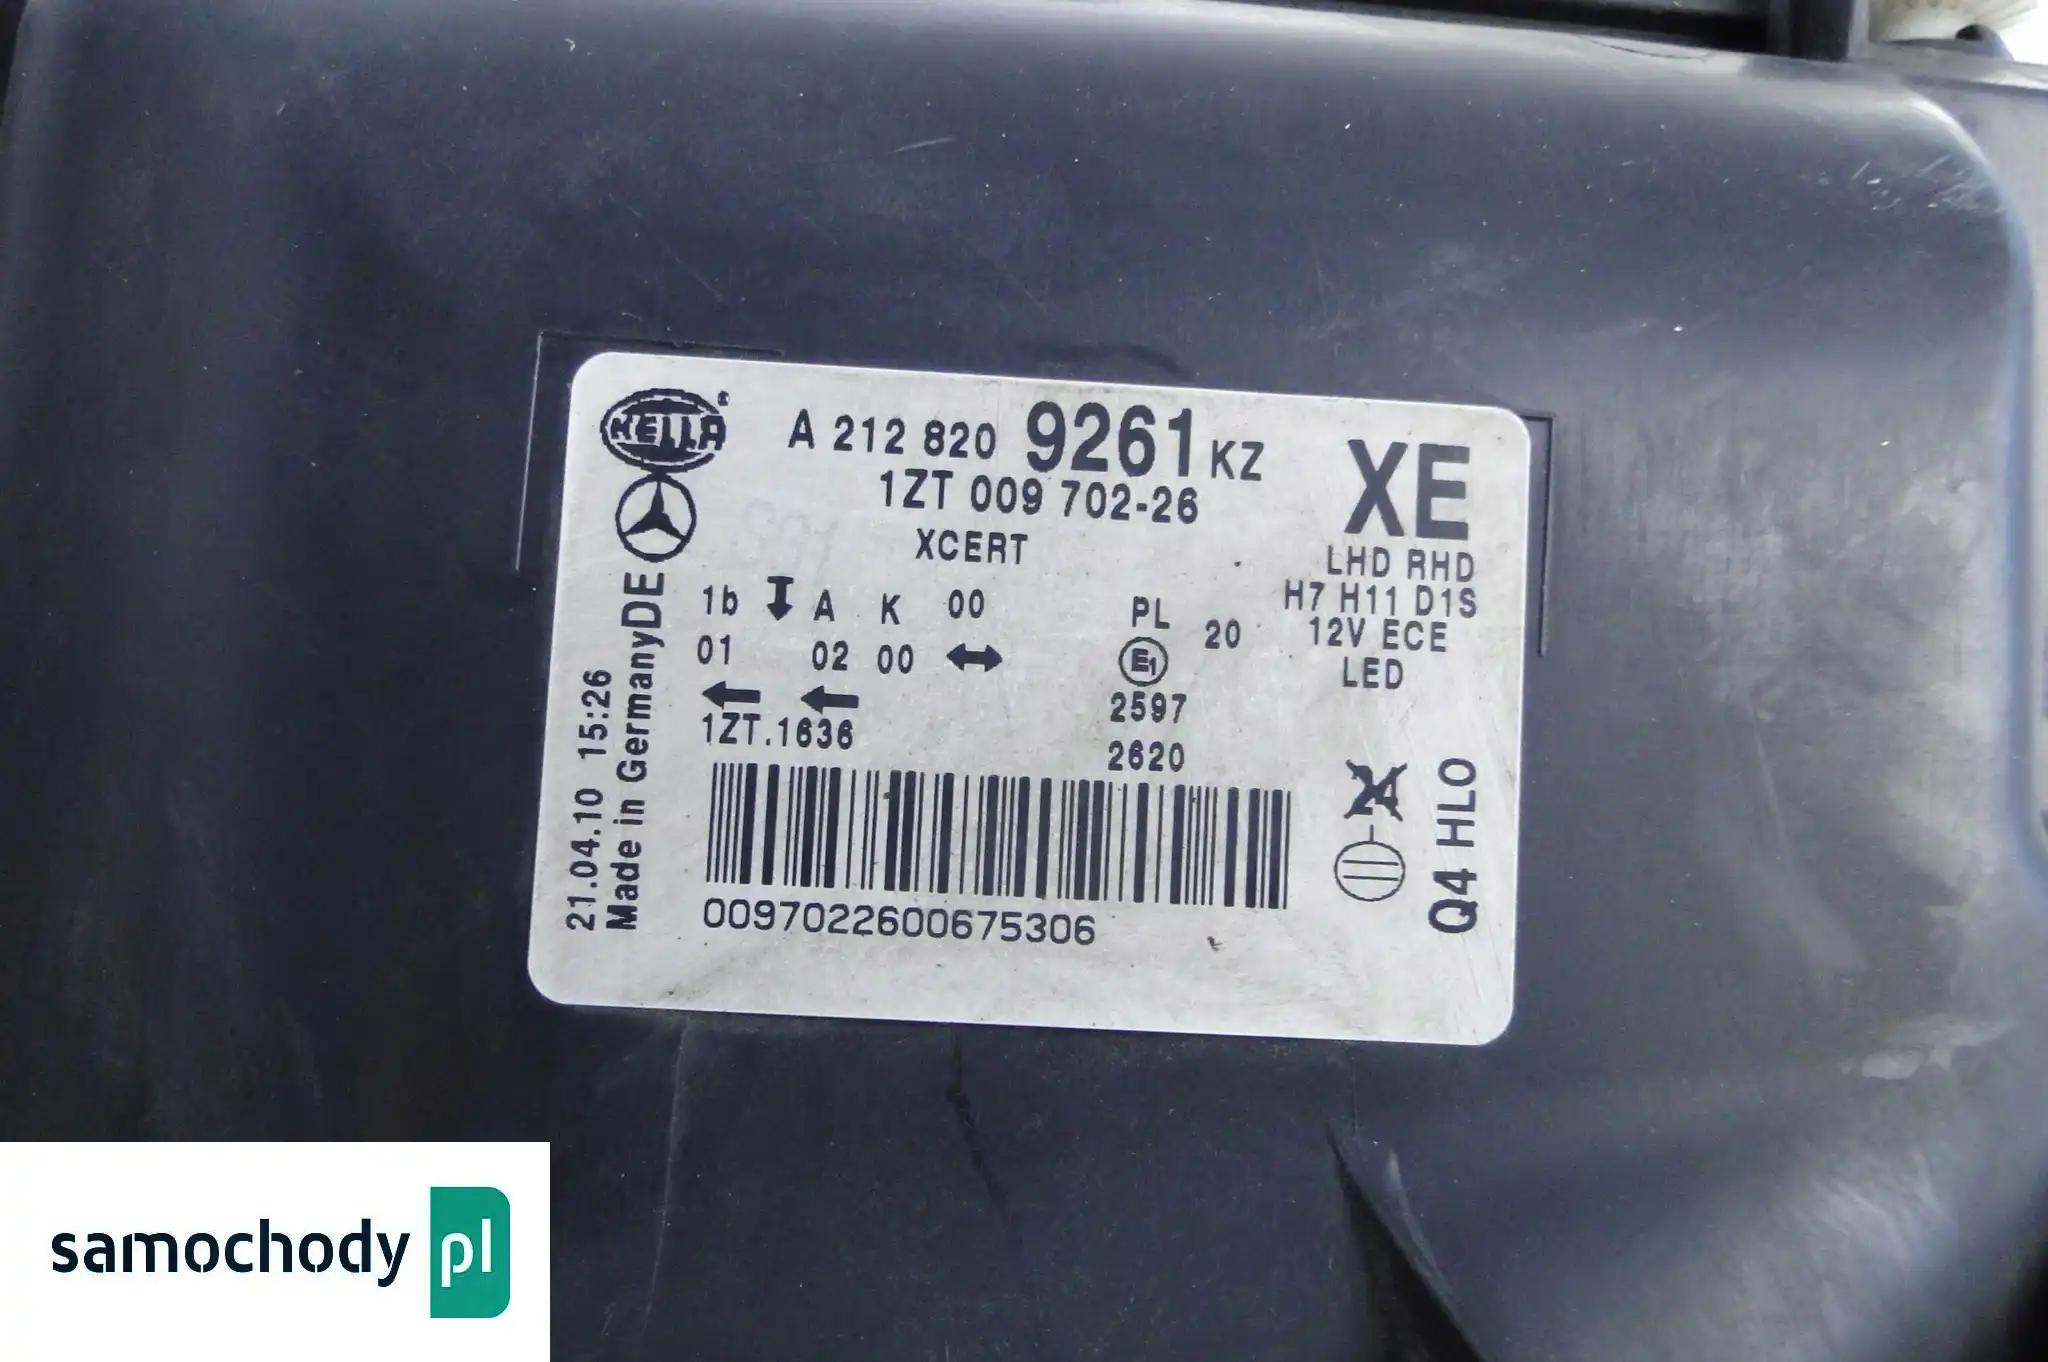 HELLA
A 212 820 9261 KZ
1ZT 009 702-26
XCERT
XE
LHD RHD
H7 H11 D1S
12V ECE
LED
1b A K 00
01 02 00
1ZT.1636
PL
E1 20
2597
2620
0097022600675306
21.04.10 15:26
Made in Germany DE
Q4 HLO
samochody pl